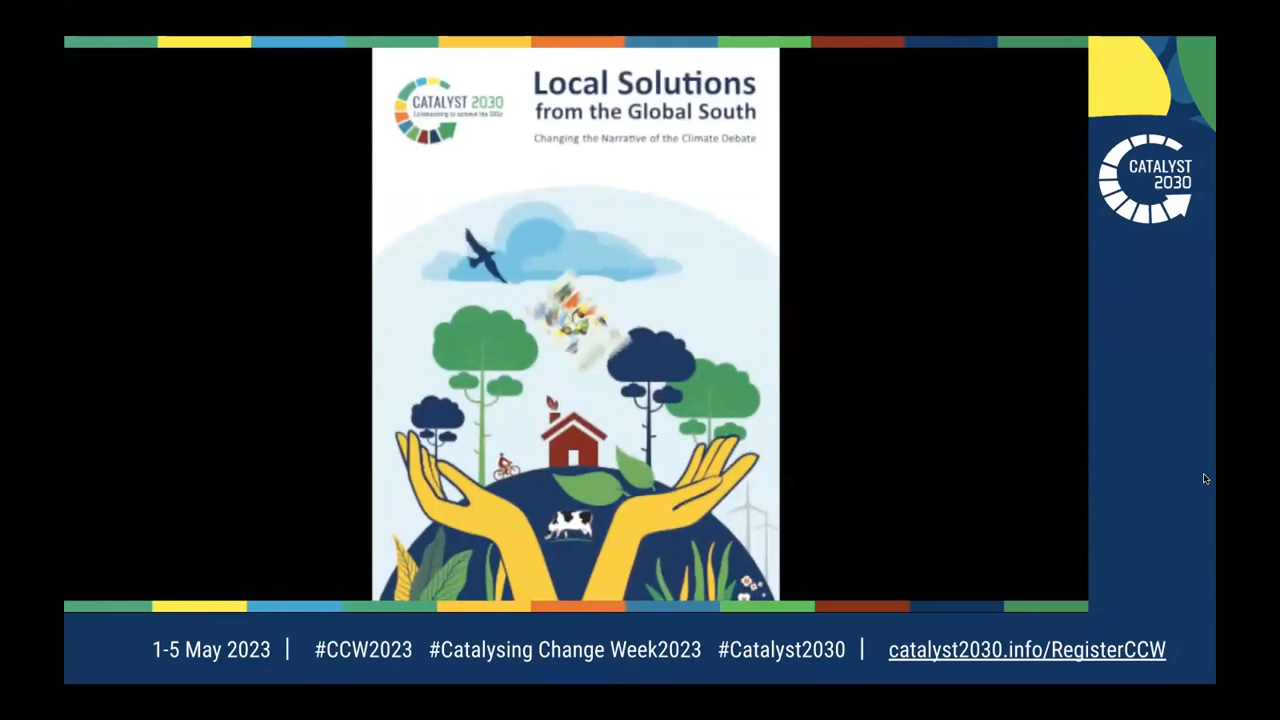 CATALYST 2030
Collaborating to achieve the SDGs
Local Solutions
from the Global South
Changing the Narrative of the Climate Debate
CATALYST
2030
1-5 May 2023 | #CCW2023 #Catalysing Change Week2023 #Catalyst2030 | catalyst2030.info/RegisterCCW